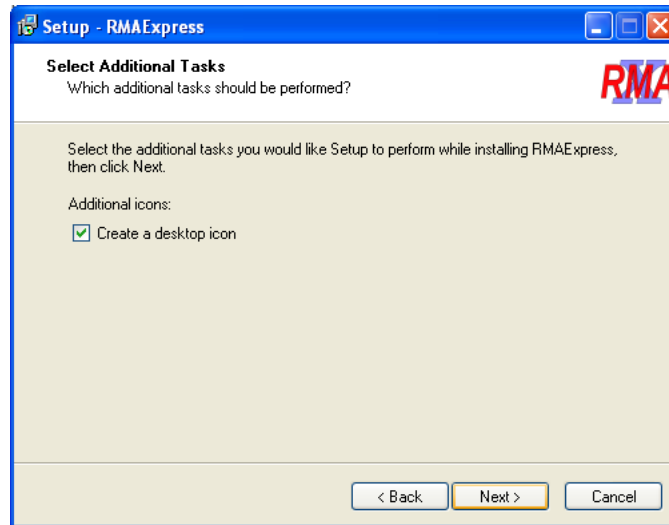 Setup - RMAExpress
Select Additional Tasks
Which additional tasks should be performed?
RMA
Select the additional tasks you would like Setup to perform while installing RMAExpress,
then click Next.
Additional icons:
Create a desktop icon
< Back
Next >
Cancel